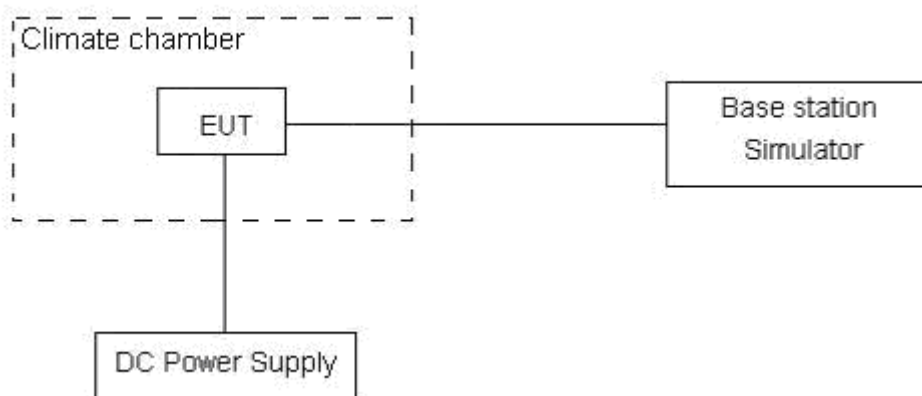 Climate chamber
EUT
Base station
Simulator
DC Power Supply